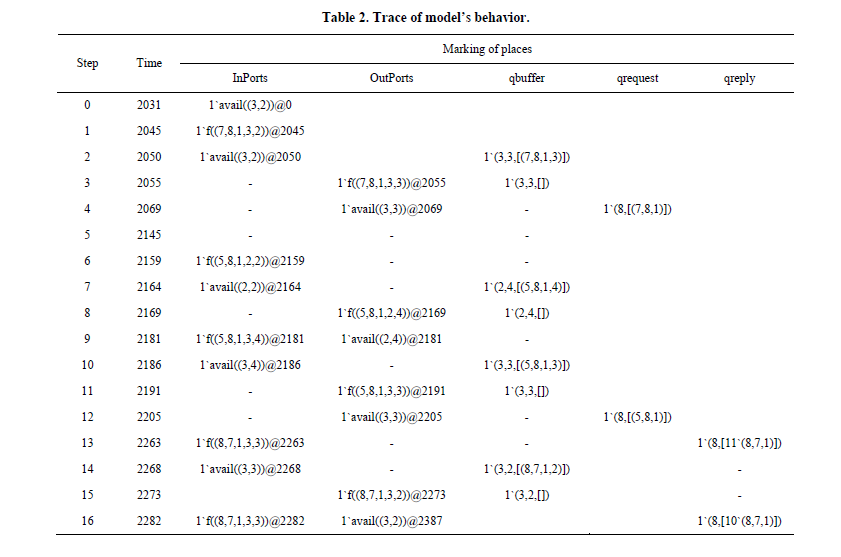 Table 2. Trace of model's behavior.
Step Time Marking of places
InPorts OutPorts qbuffer qrequest qreply
0 2031 1`avail((3,2))@0
1 2045 1`f((7,8,1,3,2))@2045
2 2050 1`avail((3,2))@2050 1`(3,3,[(7,8,1,3)])
3 2055 - 1`f((7,8,1,3,3))@2055 1`(3,3,[])
4 2069 - 1`avail((3,3))@2069 - 1`(8,[(7,8,1)])
5 2145 - - -
6 2159 1`f((5,8,1,2,2))@2159 - -
7 2164 1`avail((2,2))@2164 - 1`(2,4,[(5,8,1,4)])
8 2169 - 1`f((5,8,1,2,4))@2169 1`(2,4,[])
9 2181 1`f((5,8,1,3,4))@2181 1`avail((2,4))@2181 -
10 2186 1`avail((3,4))@2186 - 1`(3,3,[(5,8,1,3)])
11 2191 - 1`f((5,8,1,3,3))@2191 1`(3,3,[])
12 2205 - 1`avail((3,3))@2205 - 1`(8,[(5,8,1)])
13 2263 1`f((8,7,1,3,3))@2263 - - 1`(8,[11`(8,7,1)])
14 2268 1`avail((3,3))@2268 - 1`(3,2,[(8,7,1,2)]) -
15 2273 1`f((8,7,1,3,2))@2273 1`(3,2,[]) -
16 2282 1`f((8,7,1,3,3))@2282 1`avail((3,2))@2387 1`(8,[10`(8,7,1)])